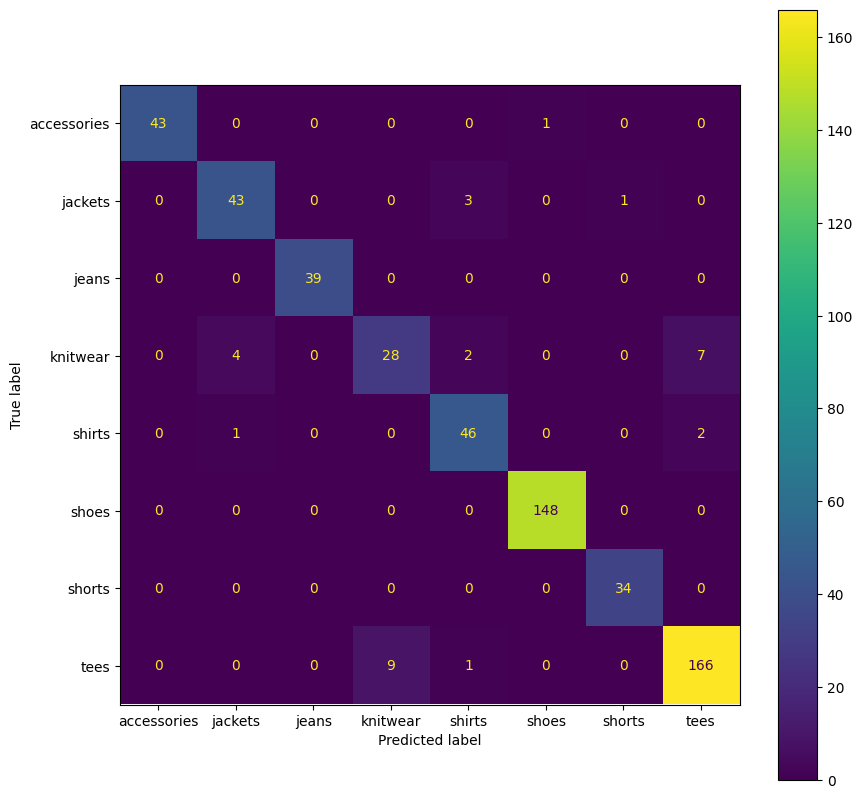 accessories 43 0 0 0 0 1 0 0
jackets 0 43 0 0 3 0 1 0
jeans 0 0 39 0 0 0 0 0
knitwear 0 4 0 28 2 0 0 7
shirts 0 1 0 0 46 0 0 2
shoes 0 0 0 0 0 148 0 0
shorts 0 0 0 0 0 0 34 0
tees 0 0 0 9 1 0 0 166
accessories jackets jeans knitwear shirts shoes shorts tees
Predicted label
True label
160
140
120
100
80
60
40
20
0